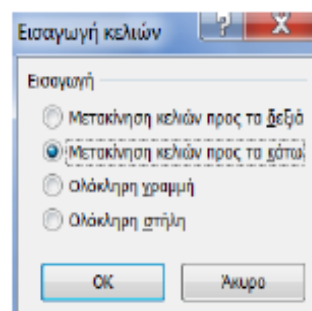 Εισαγωγή κελιών
Εισαγωγή
Μετακίνηση κελιών προς τα δεξιά
Μετακίνηση κελιών προς τα κάτω
Ολόκληρη γραμμή
Ολόκληρη στήλη
OK
Άκυρο